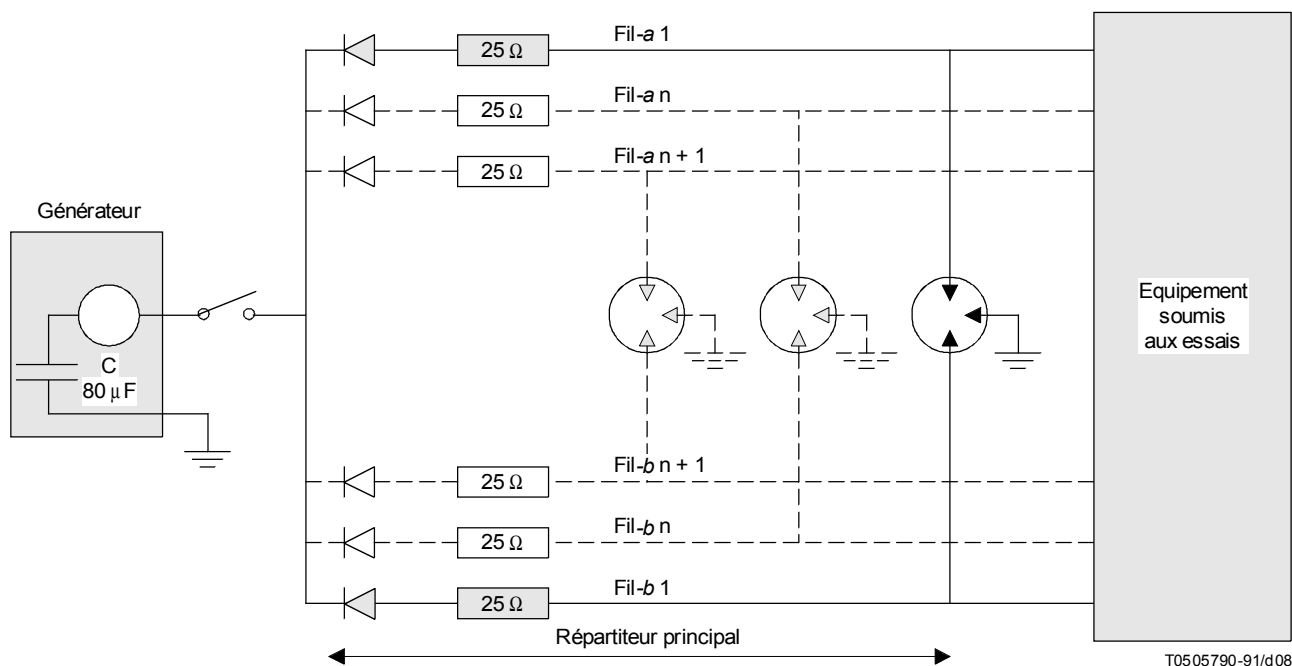 Fil-a 1
25 Ω
Fil-a n
25 Ω
Fil-a n + 1
25 Ω
Générateur
C
80 μF
Equipement
soumis
aux essais
Fil-b n + 1
25 Ω
Fil-b n
25 Ω
Fil-b 1
25 Ω
Répartiteur principal
T0505790-91/d08